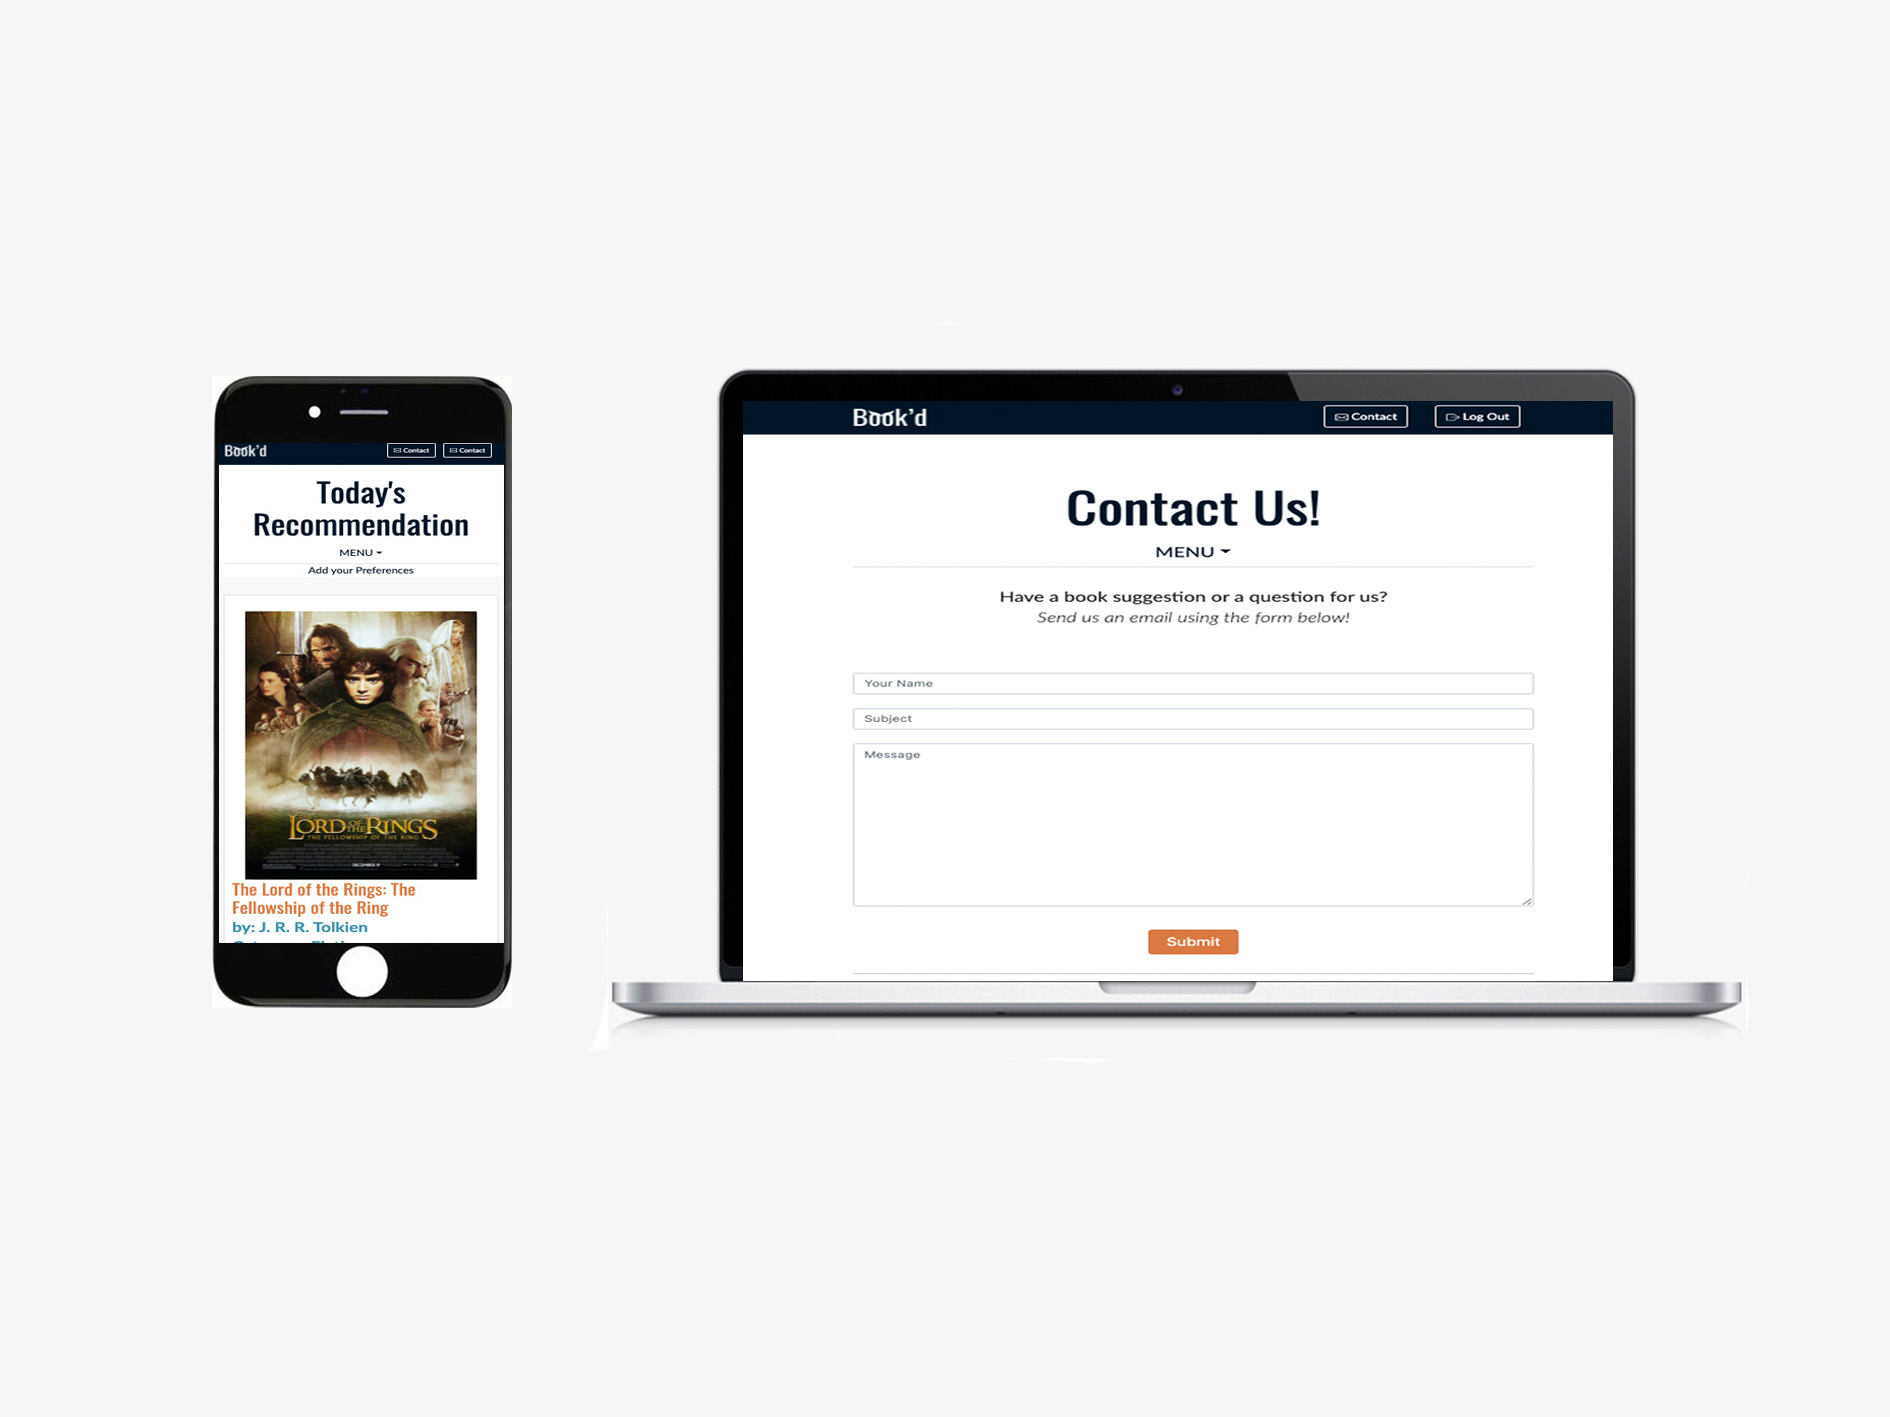 Book'd
Contact
Contact
Today's
Recommendation
MENU
Add your Preferences
THE LORD OF THE RINGS
THE FELLOWSHIP OF THE RING
The Lord of the Rings: The
Fellowship of the Ring
by: J. R. R. Tolkien
Book'd
Contact
Log Out
Contact Us!
MENU
Have a book suggestion or a question for us?
Send us an email using the form below!
Your Name
Subject
Message
Submit